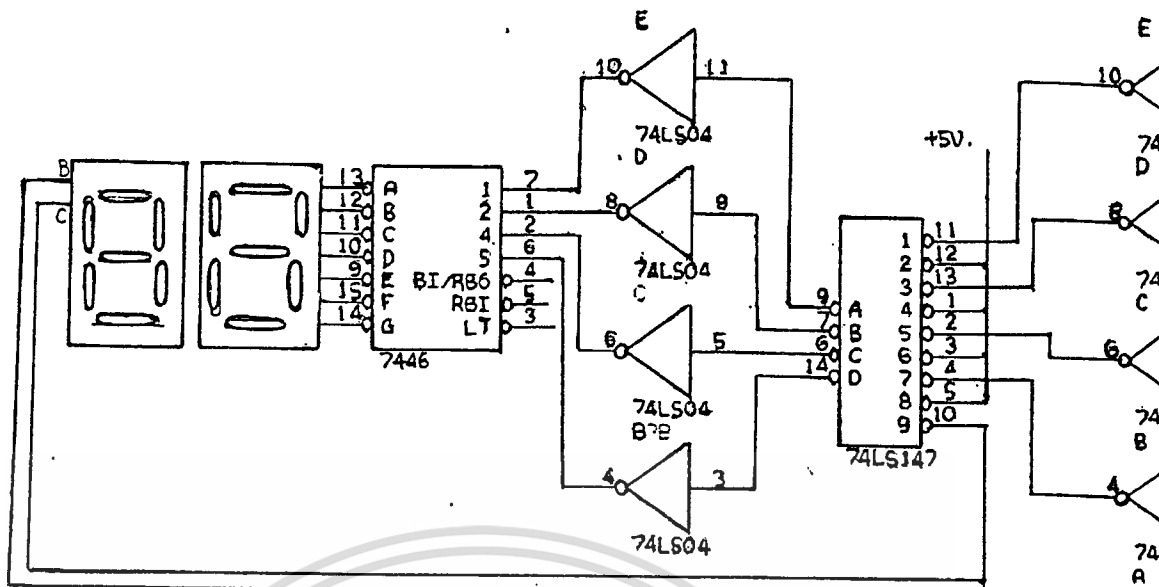 E
E
10
11
10
74LS04
D
+5V.
74
D
B
C
13 A
12 B
11 C
10 D
9 E
15 F
14 G
1 7
2 1
4 2
5 6
BI/RBO 4
RBI 5
LT 3
7446
8
9
74LS04
C
6
5
74LS04
4
3
74LS04
9 A
7 B
6 C
14 D
1 11
2 12
3 13
4 1
5 2
6 3
7 4
8 5
9 10
74LS147
8
74
C
6
74
B
4
74
A